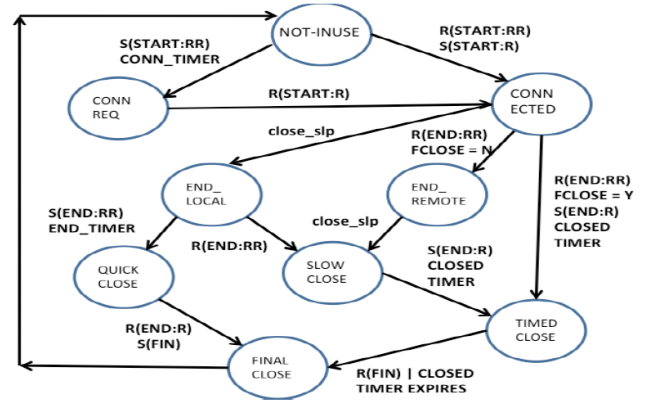 NOT-INUSE
R(START:RR)
S(START:R)
S(START:RR)
CONN_TIMER
CONN
REQ
R(START:R)
CONN
ECTED
close_slp
R(END:RR)
FCLOSE = N
END_
LOCAL
END_
REMOTE
R(END:RR)
FCLOSE = Y
S(END:R)
CLOSED
TIMER
S(END:RR)
END_TIMER
R(END:RR)
close_slp
QUICK
CLOSE
SLOW
CLOSE
S(END:R)
CLOSED
TIMER
R(END:R)
S(FIN)
TIMED
CLOSE
FINAL
CLOSE
R(FIN) | CLOSED
TIMER EXPIRES